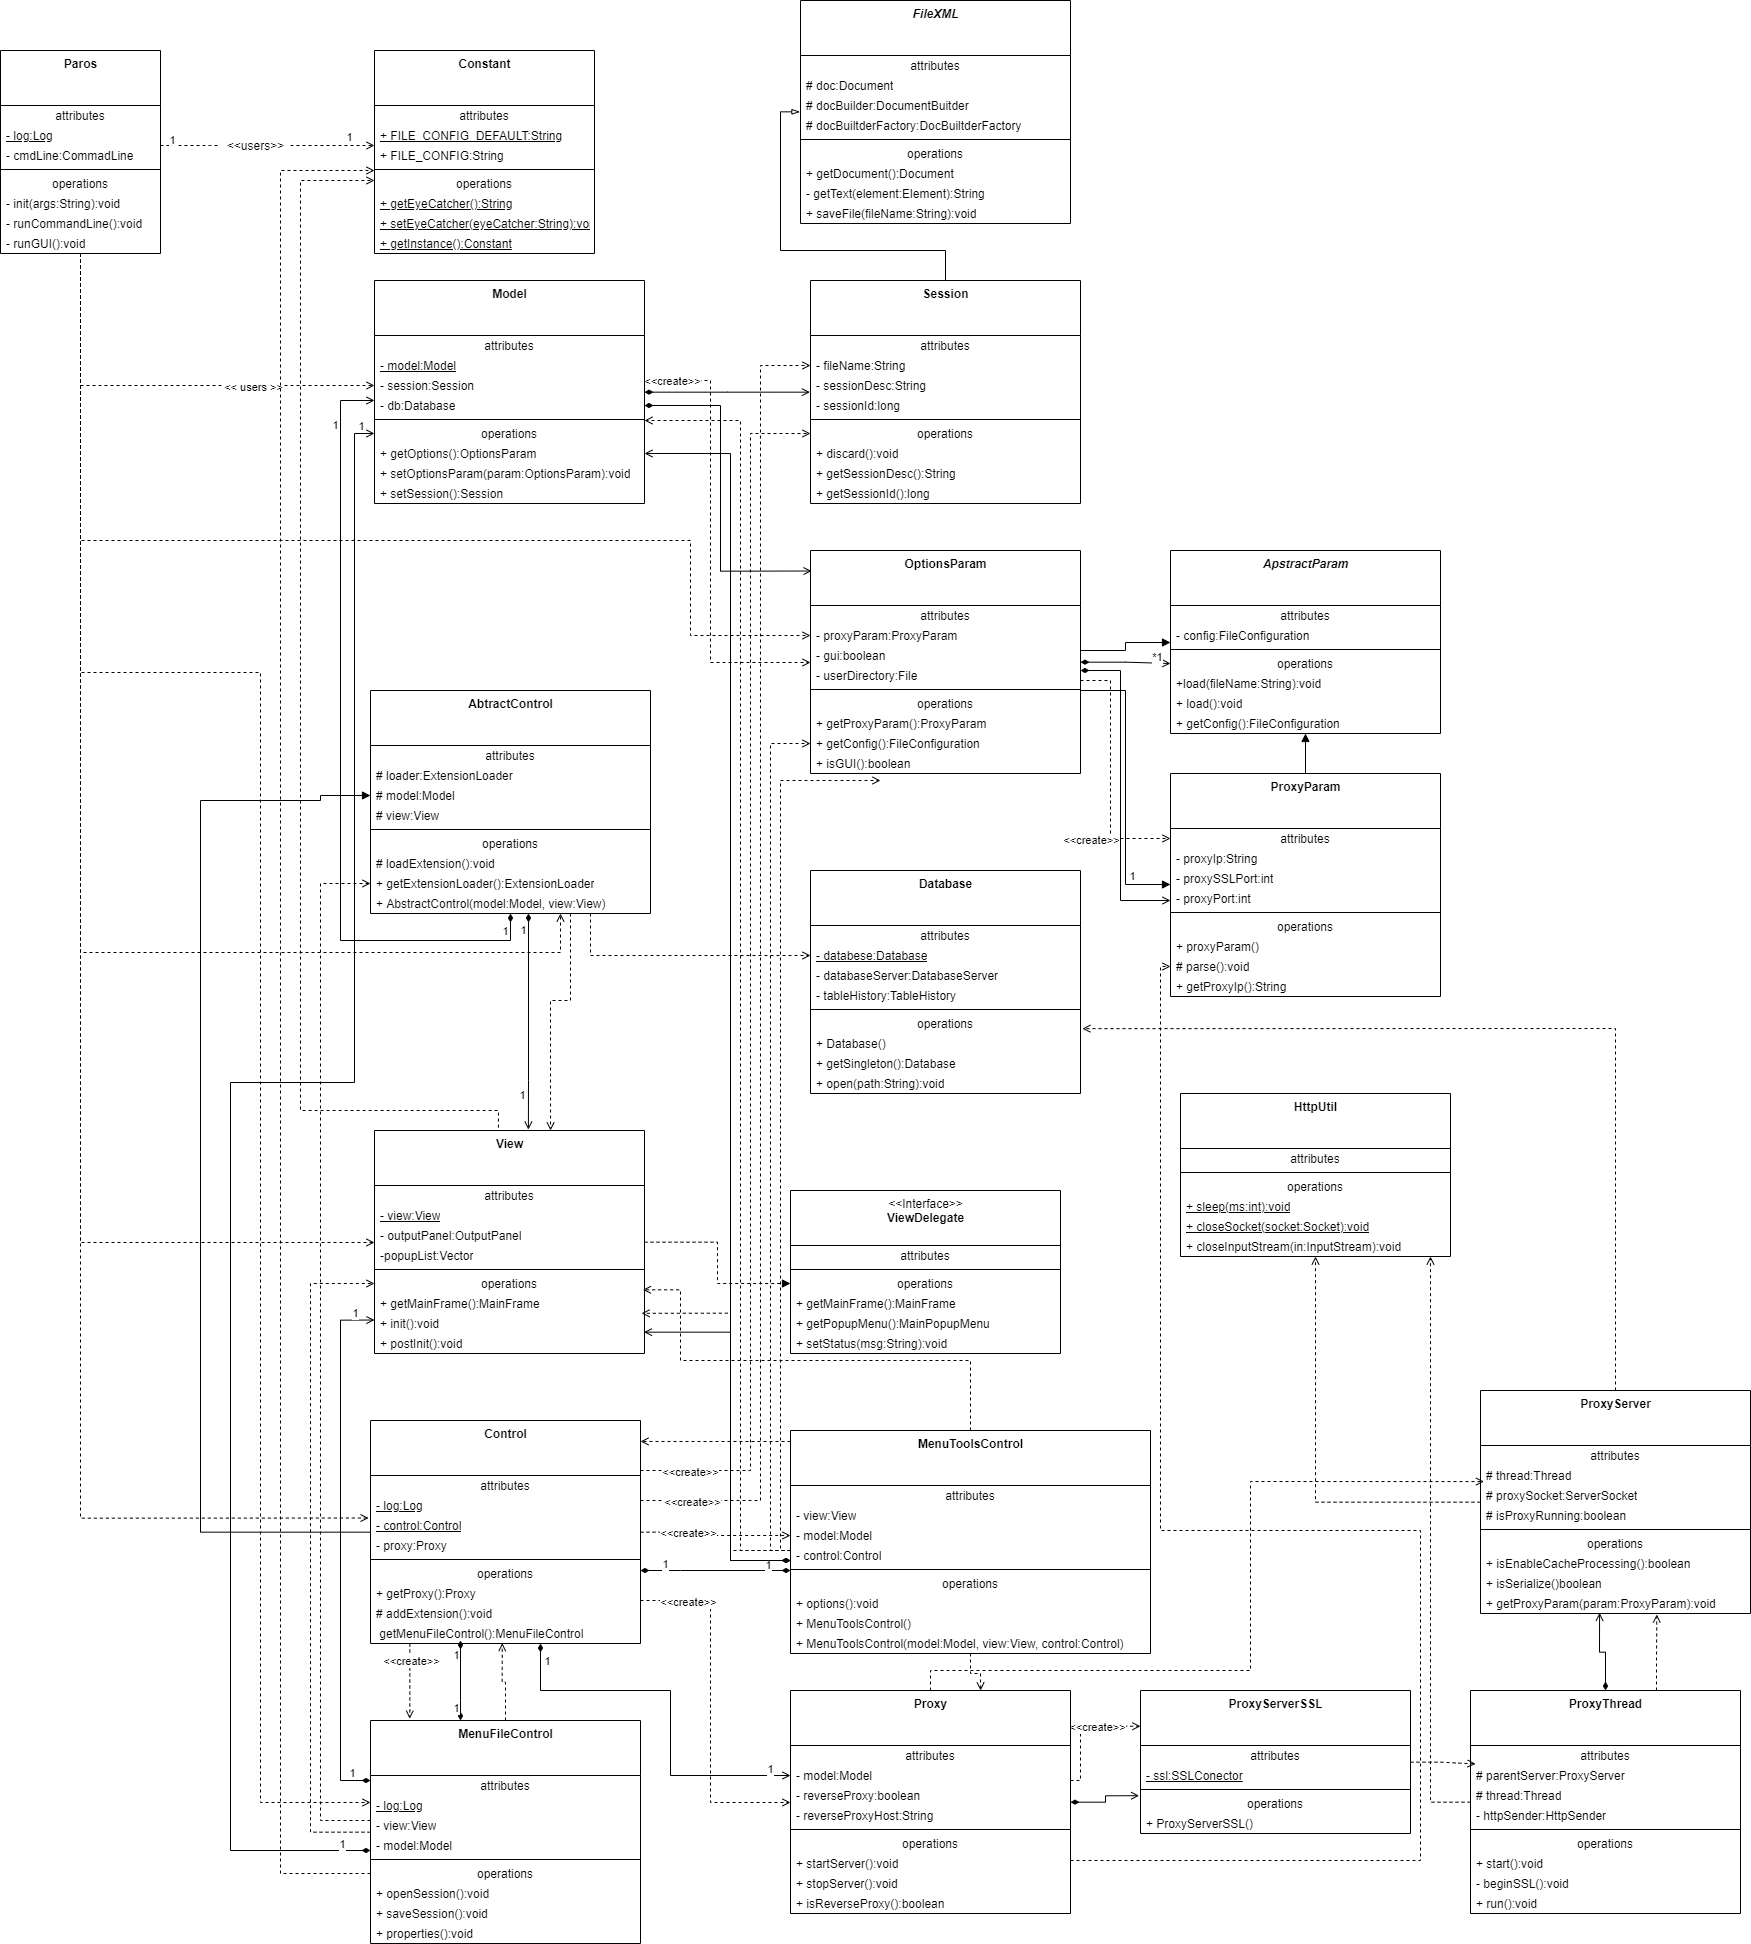 FileXML
attributes
# doc:Document
# docBuilder:DocumentBuitder
# docBuiltderFactory:DocBuiltderFactory
operations
+ getDocument():Document
- getText(element:Element):String
+ saveFile(fileName:String):void
Paros
attributes
- log:Log
- cmdLine:CommadLine
operations
- init(args:String):void
- runCommandLine():void
- runGUI():void
1
<<users>>
1
Constant
attributes
+ FILE_CONFIG_DEFAULT:String
+ FILE_CONFIG:String
operations
+ getEyeCatcher():String
+ setEyeCatcher(eyeCatcher:String):vo
+ getInstance():Constant
Model
attributes
- model:Model
- session:Session
- db:Database
operations
+ getOptions():OptionsParam
+ setOptionsParam(param:OptionsParam):void
+ setSession():Session
<< users >>
1
1
<<create>>
Session
attributes
- fileName:String
- sessionDesc:String
- sessionId:long
operations
+ discard():void
+ getSessionDesc():String
+ getSessionId():long
OptionsParam
attributes
- proxyParam:ProxyParam
- gui:boolean
- userDirectory:File
operations
+ getProxyParam():ProxyParam
+ getConfig():FileConfiguration
+ isGUI():boolean
*1
ApstractParam
attributes
- config:FileConfiguration
operations
+load(fileName:String):void
+ load():void
+ getConfig():FileConfiguration
AbtractControl
attributes
# loader:ExtensionLoader
# model:Model
# view:View
operations
# loadExtension():void
+ getExtensionLoader():ExtensionLoader
+ AbstractControl(model:Model, view:View)
1
1
1
<<create>>
1
ProxyParam
attributes
- proxyIp:String
- proxySSLPort:int
- proxyPort:int
operations
+ proxyParam()
# parse():void
+ getProxyIp():String
Database
attributes
- databese:Database
- databaseServer:DatabaseServer
- tableHistory:TableHistory
operations
+ Database()
+ getSingleton():Database
+ open(path:String):void
HttpUtil
attributes
operations
+ sleep(ms:int):void
+ closeSocket(socket:Socket):void
+ closeInputStream(in:InputStream):void
View
attributes
- view:View
- outputPanel:OutputPanel
-popupList:Vector
operations
+ getMainFrame():MainFrame
+ init():void
+ postInit():void
1
<<Interface>>
ViewDelegate
attributes
operations
+ getMainFrame():MainFrame
+ getPopupMenu():MainPopupMenu
+ setStatus(msg:String):void
Control
attributes
- log:Log
- control:Control
- proxy:Proxy
operations
+ getProxy():Proxy
# addExtension():void
getMenuFileControl():MenuFileControl
<<create>>
<<create>>
<<create>>
1
1
<<create>>
<<create>>
1
1
1
MenuToolsControl
attributes
- view:View
- model:Model
- control:Control
operations
+ options():void
+ MenuToolsControl()
+ MenuToolsControl(model:Model, view:View, control:Control)
ProxyServer
attributes
# thread:Thread
# proxySocket:ServerSocket
# isProxyRunning:boolean
operations
+ isEnableCacheProcessing():boolean
+ isSerialize()boolean
+ getProxyParam(param:ProxyParam):void
MenuFileControl
attributes
- log:Log
- view:View
- model:Model
operations
+ openSession():void
+ saveSession():void
+ properties():void
1
1
1
Proxy
attributes
- model:Model
- reverseProxy:boolean
- reverseProxyHost:String
operations
+ startServer():void
+ stopServer():void
+ isReverseProxy():boolean
<<create>>
ProxyServerSSL
attributes
- ssl:SSLConector
operations
+ ProxyServerSSL()
ProxyThread
attributes
# parentServer:ProxyServer
# thread:Thread
- httpSender:HttpSender
operations
+ start():void
- beginSSL():void
+ run():void